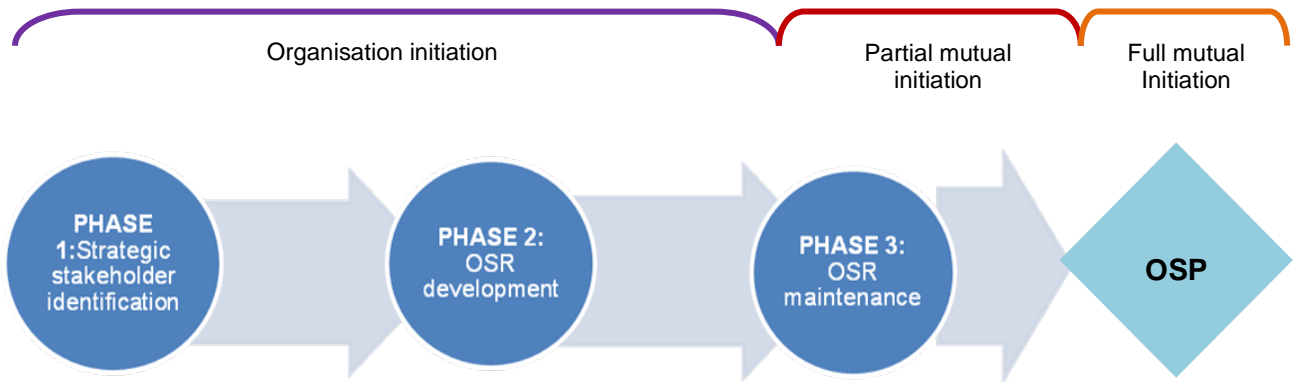 Organisation initiation
Partial mutual
initiation
Full mutual
Initiation
PHASE
1:Strategic
stakeholder
identification
PHASE 2:
OSR
development
PHASE 3:
OSR
maintenance
OSP